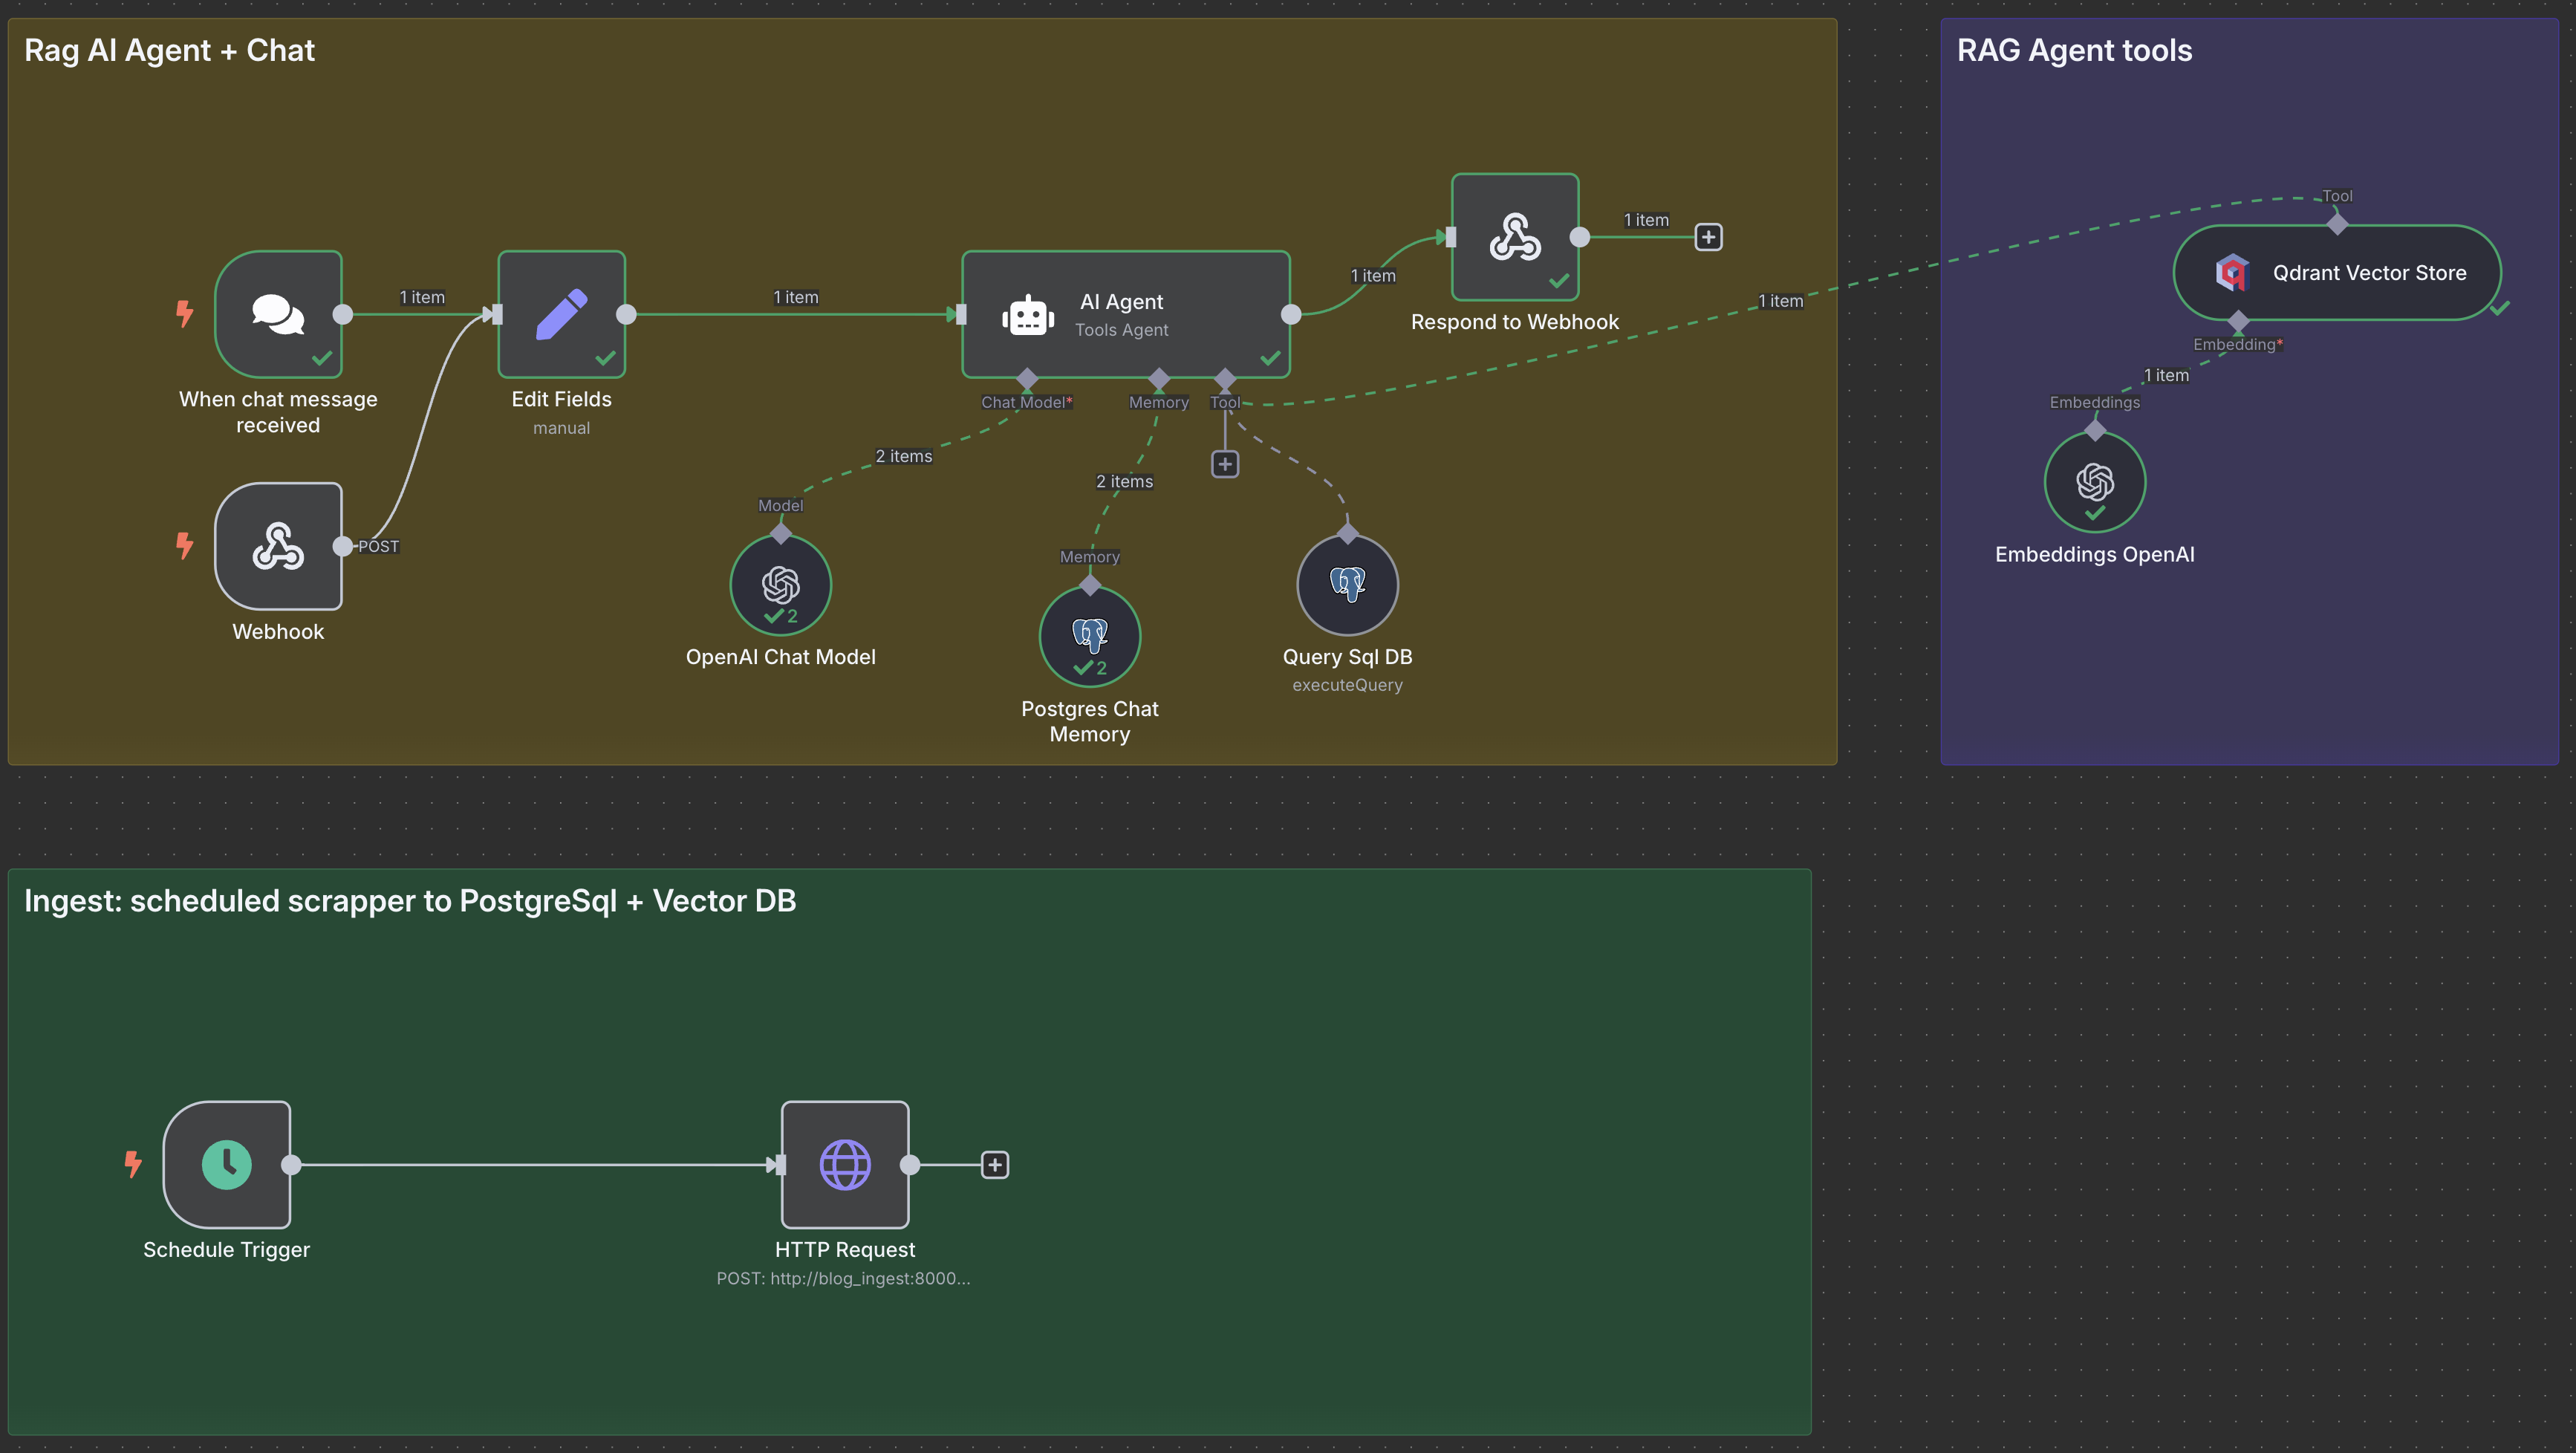 Rag AI Agent + Chat
RAG Agent tools
When chat message
received
1 item
Webhook
POST
Edit Fields
manual
1 item
AI Agent
Tools Agent
Chat Model*
Memory
Tool
1 item
Respond to Webhook
1 item
1 item
2 items
Model
2
OpenAI Chat Model
2 items
Memory
2
Postgres Chat
Memory
Query Sql DB
executeQuery
Tool
Qdrant Vector Store
Embedding*
1 item
Embeddings
Embeddings OpenAI
Ingest: scheduled scrapper to PostgreSql + Vector DB
Schedule Trigger
HTTP Request
POST: http://blog_ingest:8000...